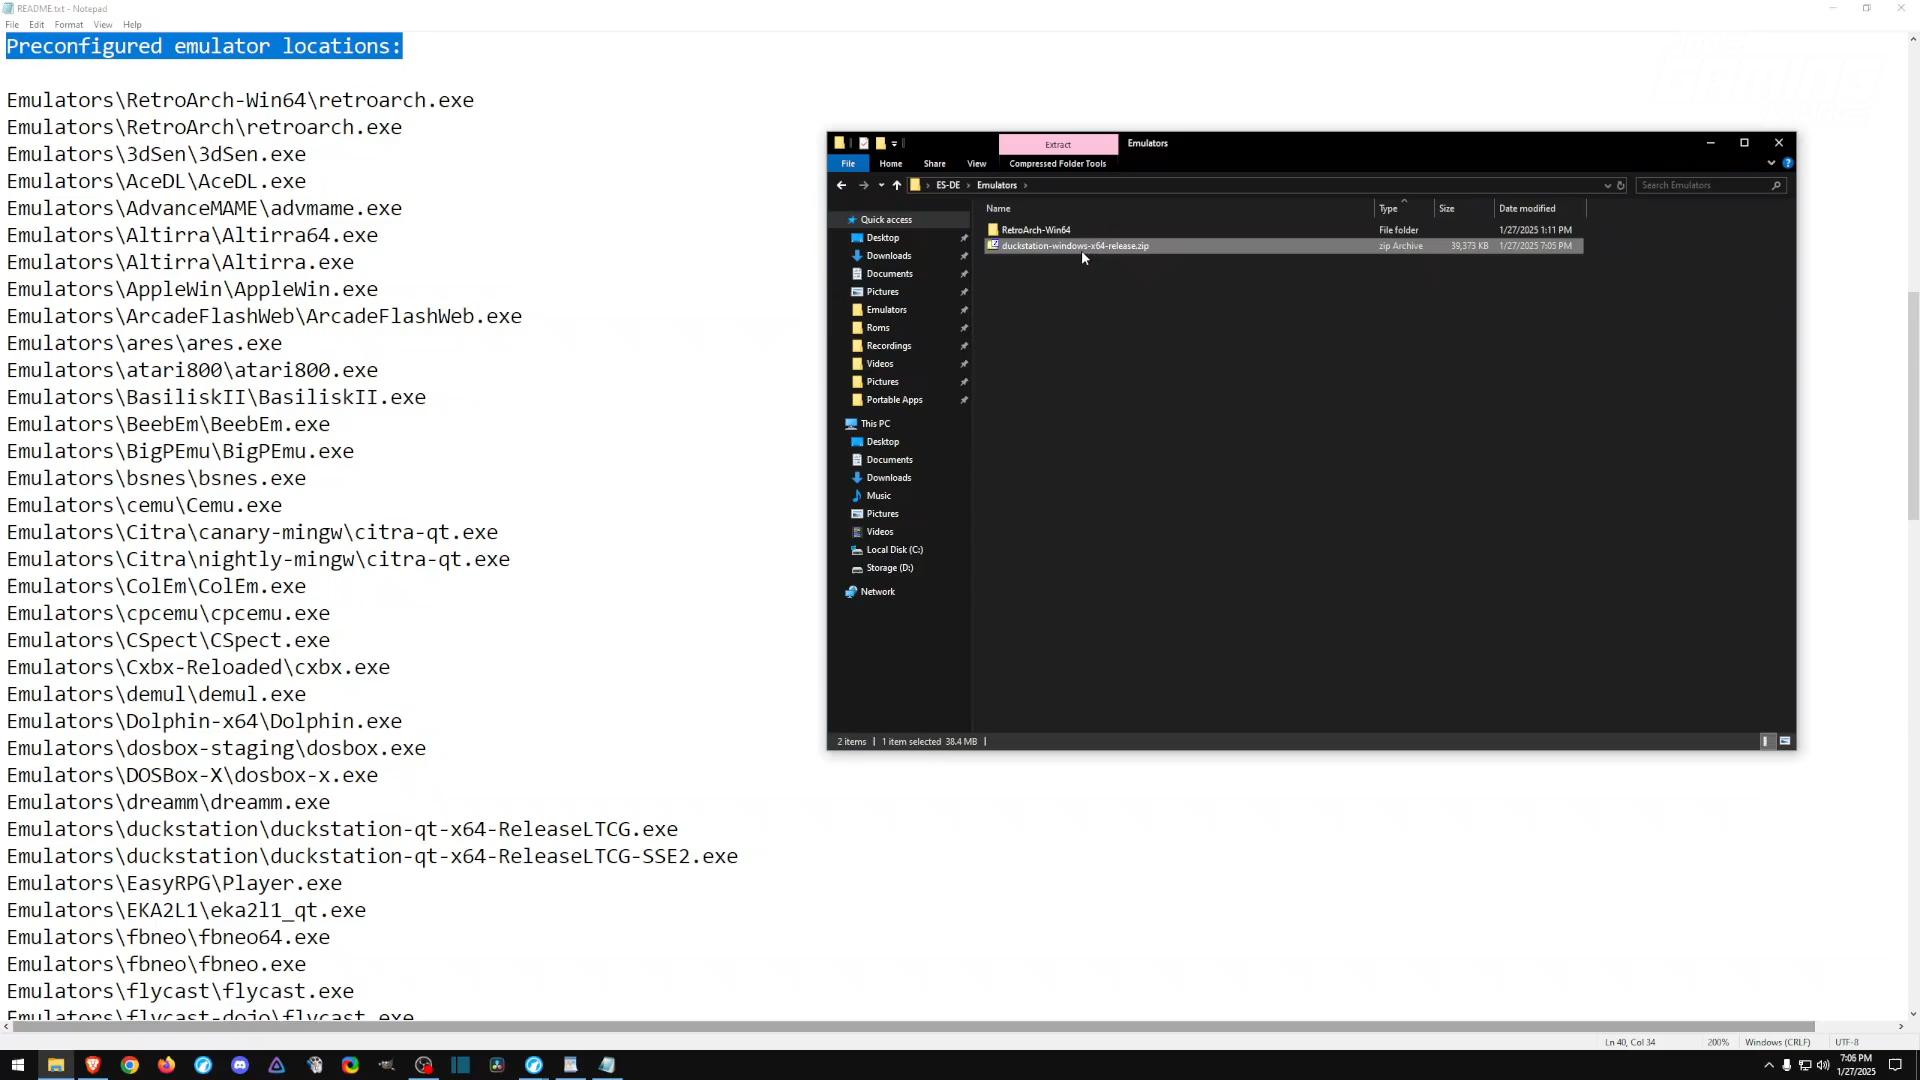 README.txt - Notepad
File Edit Format View Help
Preconfigured emulator locations:
Emulators\RetroArch-Win64\retroarch.exe
Emulators\RetroArch\retroarch.exe
Emulators\3dSen\3dSen.exe
Emulators\AceDL\AceDL.exe
Emulators\AdvanceMAME\advmame.exe
Emulators\Altirra\Altirra64.exe
Emulators\Altirra\Altirra.exe
Emulators\AppleWin\AppleWin.exe
Emulators\ArcadeFlashWeb\ArcadeFlashWeb.exe
Emulators\ares\ares.exe
Emulators\atari800\atari800.exe
Emulators\BasiliskII\BasiliskII.exe
Emulators\BeebEm\BeebEm.exe
Emulators\BigPEmu\BigPEmu.exe
Emulators\bsnes\bsnes.exe
Emulators\cemu\Cemu.exe
Emulators\Citra\canary-mingw\citra-qt.exe
Emulators\Citra\nightly-mingw\citra-qt.exe
Emulators\ColEm\ColEm.exe
Emulators\cpcemu\cpcemu.exe
Emulators\CSpect\CSpect.exe
Emulators\Cxbx-Reloaded\cxbx.exe
Emulators\demul\demul.exe
Emulators\Dolphin-x64\Dolphin.exe
Emulators\dosbox-staging\dosbox.exe
Emulators\DOSBox-X\dosbox-x.exe
Emulators\dreamm\dreamm.exe
Emulators\duckstation\duckstation-qt-x64-ReleaseLTCG.exe
Emulators\duckstation\duckstation-qt-x64-ReleaseLTCG-SSE2.exe
Emulators\EasyRPG\Player.exe
Emulators\EKA2L1\eka2l1_qt.exe
Emulators\fbneo\fbneo64.exe
Emulators\fbneo\fbneo.exe
Emulators\flycast\flycast.exe
Emulators\flycast-dojo\flycast.exe
Extract Emulators
File Home Share View Compressed Folder Tools
ES-DE Emulators
Search Emulators
Name Type Size Date modified
RetroArch-Win64 File folder 1/27/2025 1:11 PM
duckstation-windows-x64-release.zip zip Archive 39,373 KB 1/27/2025 7:05 PM
Quick access
Desktop
Downloads
Documents
Pictures
Emulators
Roms
Recordings
Videos
Pictures
Portable Apps
This PC
Desktop
Documents
Downloads
Music
Pictures
Videos
Local Disk (C:)
Storage (D:)
Network
2 items 1 item selected 38.4 MB
Ln 40, Col 34 200% Windows (CRLF) UTF-8
7:06 PM
1/27/2025